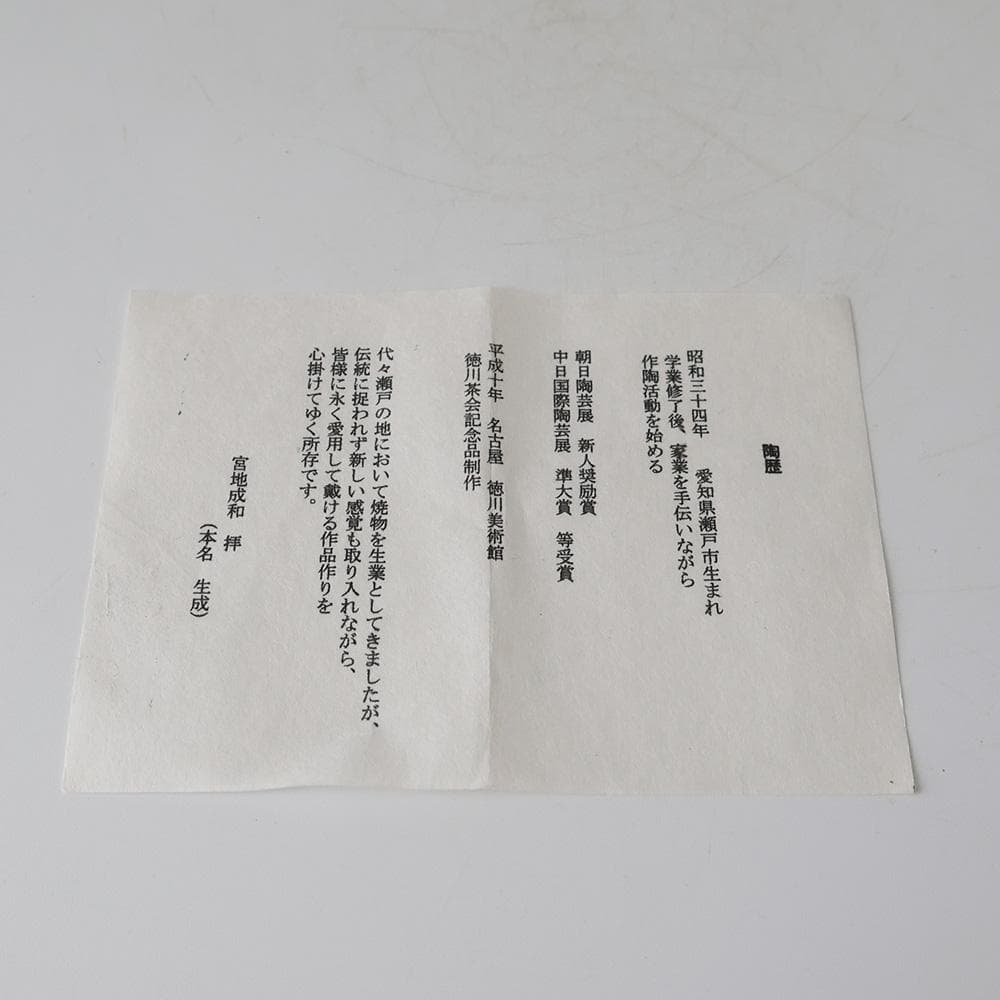 陶歴
昭和三十四年　愛知県瀬戸市生まれ
学業修了後、家業を手伝いながら
作陶活動を始める
朝日陶芸展　新人奨励賞
中日国際陶芸展　準大賞　等受賞
平成十年　名古屋　徳川美術館
徳川茶会記念品制作
代々瀬戸の地において焼物を生業としてきましたが、
伝統に捉われず新しい感覚も取り入れながら、
皆様に永く愛用して戴ける作品作りを
心掛けてゆく所存です。
宮地成和　拝
（本名　生成）